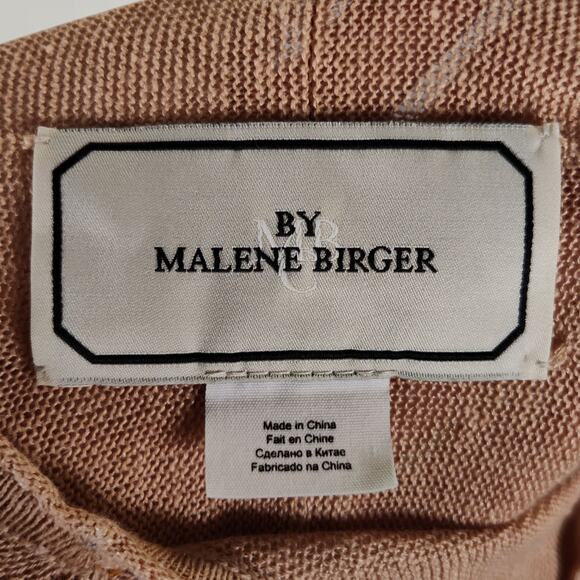 BY
MALENE BIRGER
Made in China
Fait en Chine
Сделано в Китае
Fabricado na China